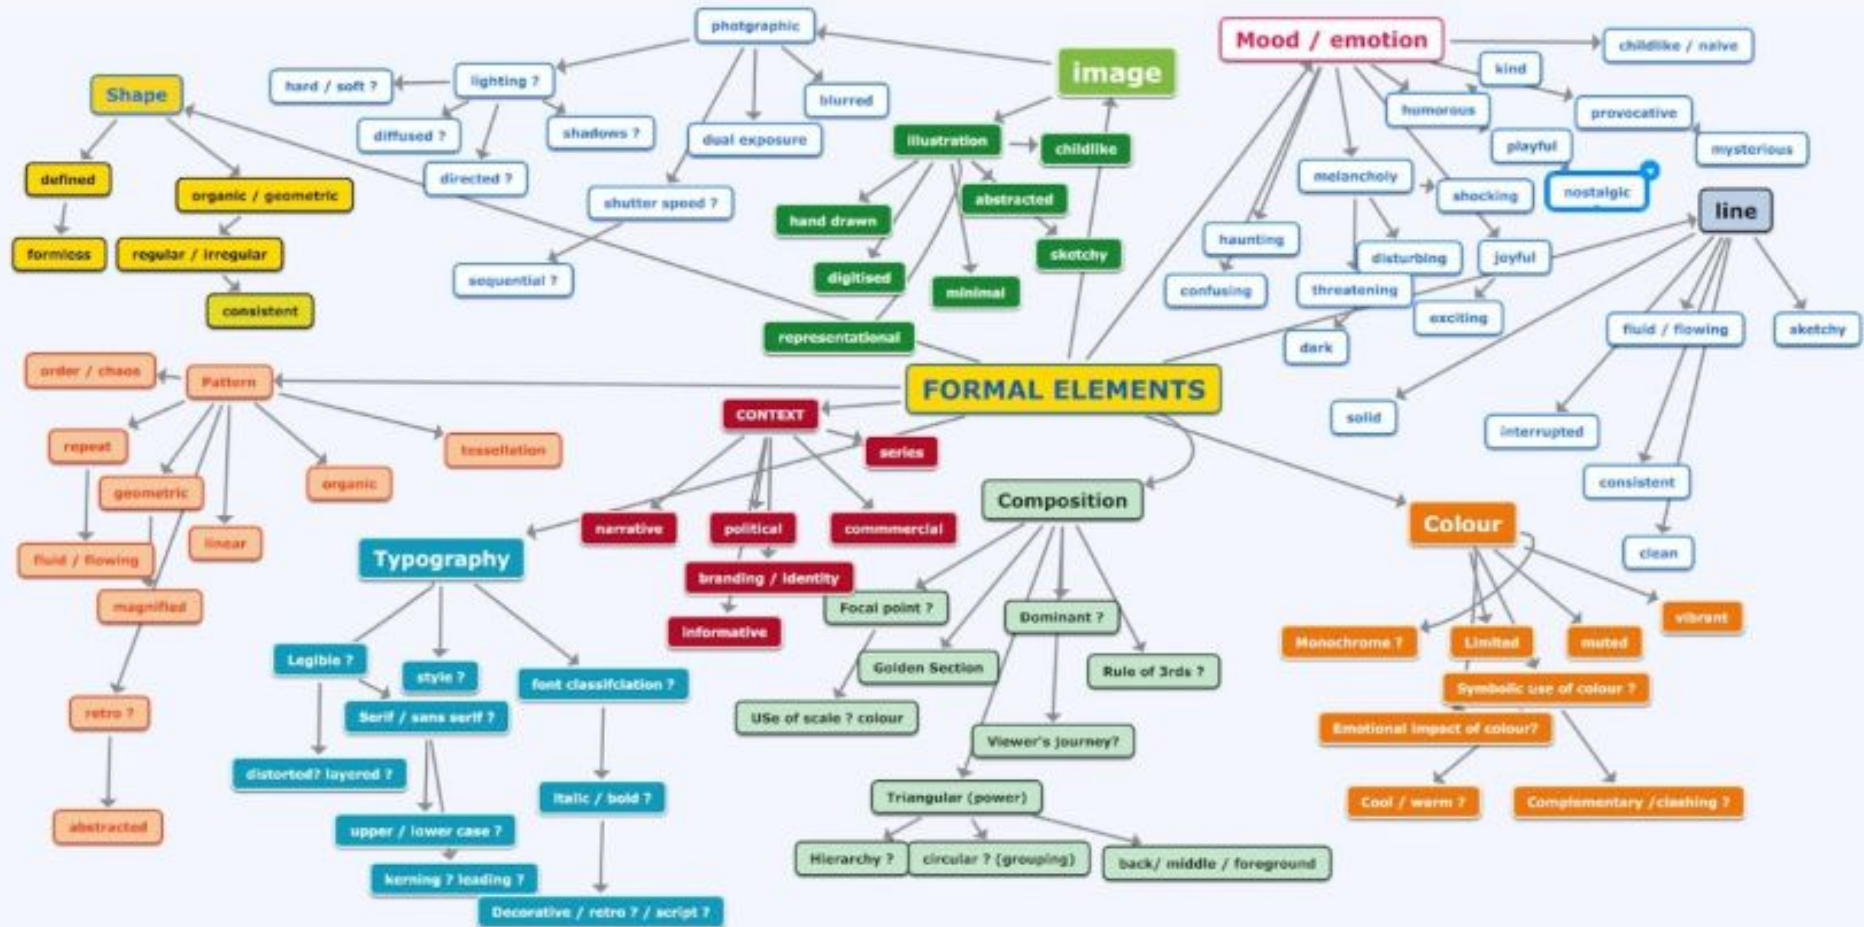 FORMAL ELEMENTS
Shape
defined
formless
organic / geometric
regular / irregular
consistent
photgraphic
lighting ?
hard / soft ?
diffused ?
directed ?
shadows ?
dual exposure
blurred
shutter speed ?
sequential ?
image
illustration
childlike
abstracted
hand drawn
sketchy
digitised
minimal
representational
Mood / emotion
childlike / naive
kind
humorous
provocative
playful
mysterious
melancholy
shocking
nostalgic
haunting
disturbing
joyful
confusing
threatening
exciting
dark
line
fluid / flowing
sketchy
solid
interrupted
consistent
clean
Pattern
order / chaos
repeat
tessellation
geometric
organic
fluid / flowing
linear
magnified
retro ?
abstracted
CONTEXT
series
narrative
political
commmercial
branding / identity
informative
Typography
Legible ?
style ?
font classifciation ?
Serif / sans serif ?
distorted? layered ?
italic / bold ?
upper / lower case ?
kerning ? leading ?
Decorative / retro ? / script ?
Composition
Focal point ?
Dominant ?
Golden Section
Rule of 3rds ?
USe of scale ? colour
Viewer's journey?
Triangular (power)
Hierarchy ?
circular ? (grouping)
back/ middle / foreground
Colour
Monochrome ?
Limited
muted
vibrant
Symbolic use of colour ?
Emotional impact of colour?
Cool / warm ?
Complementary /clashing ?